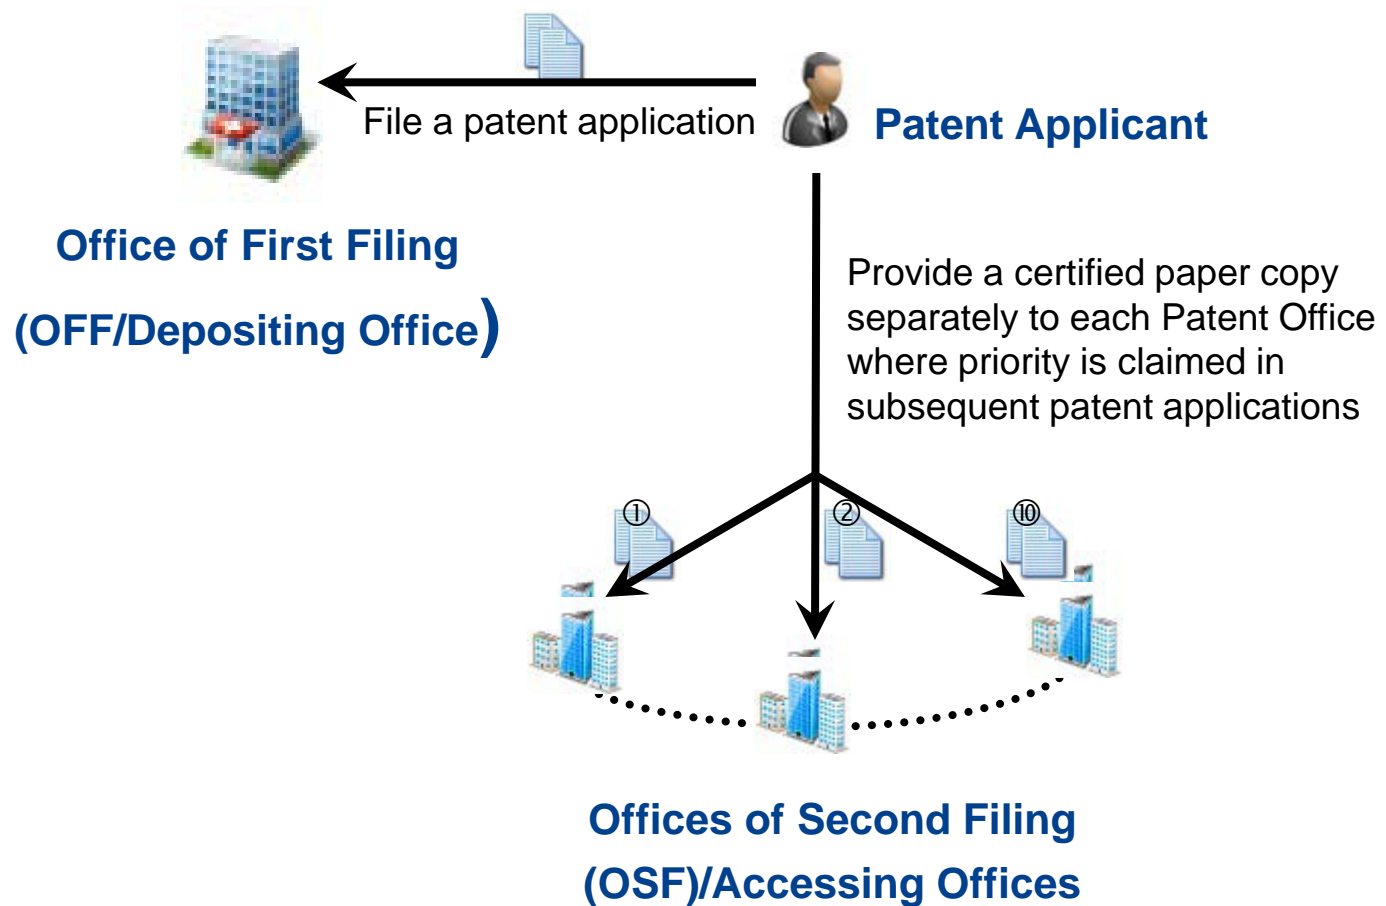 File a patent application
Patent Applicant
Office of First Filing
(OFF/Depositing Office)
Provide a certified paper copy
separately to each Patent Office
where priority is claimed in
subsequent patent applications
① ② ⑩
Offices of Second Filing
(OSF)/Accessing Offices